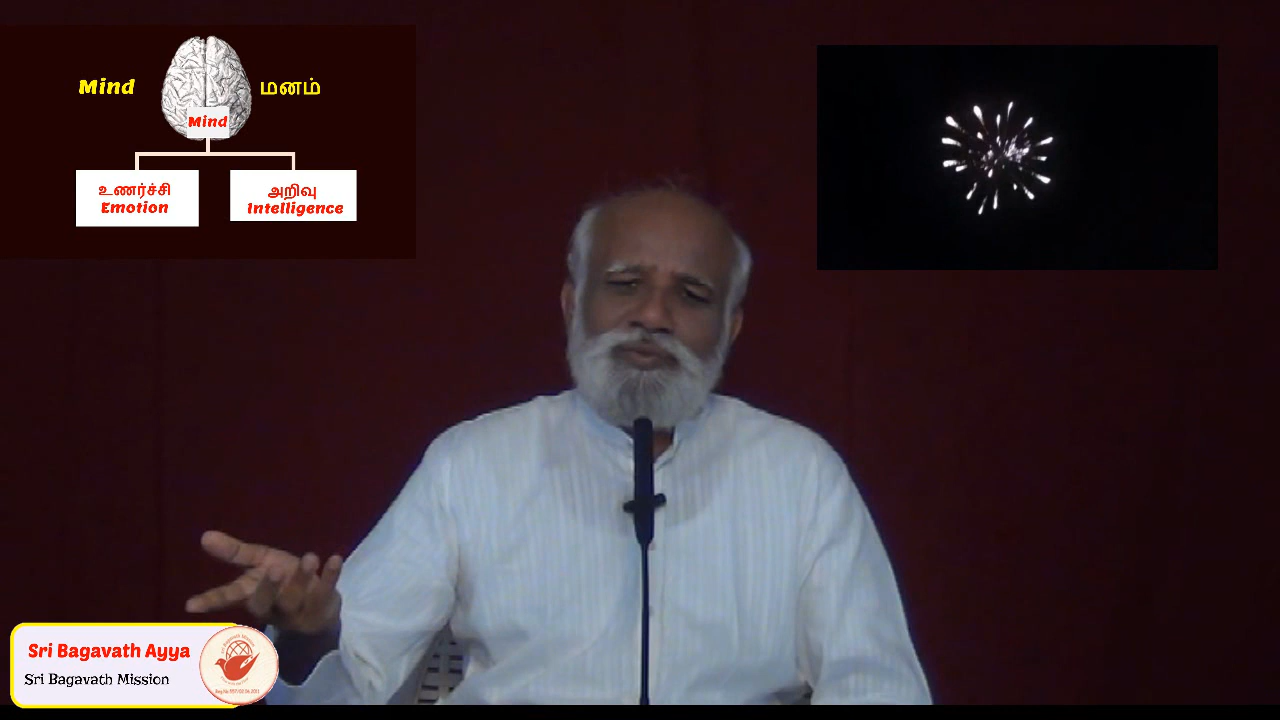 Mind
மனம்
Mind
உணர்ச்சி
Emotion
அறிவு
Intelligence
Sri Bagavath Ayya
Sri Bagavath Mission